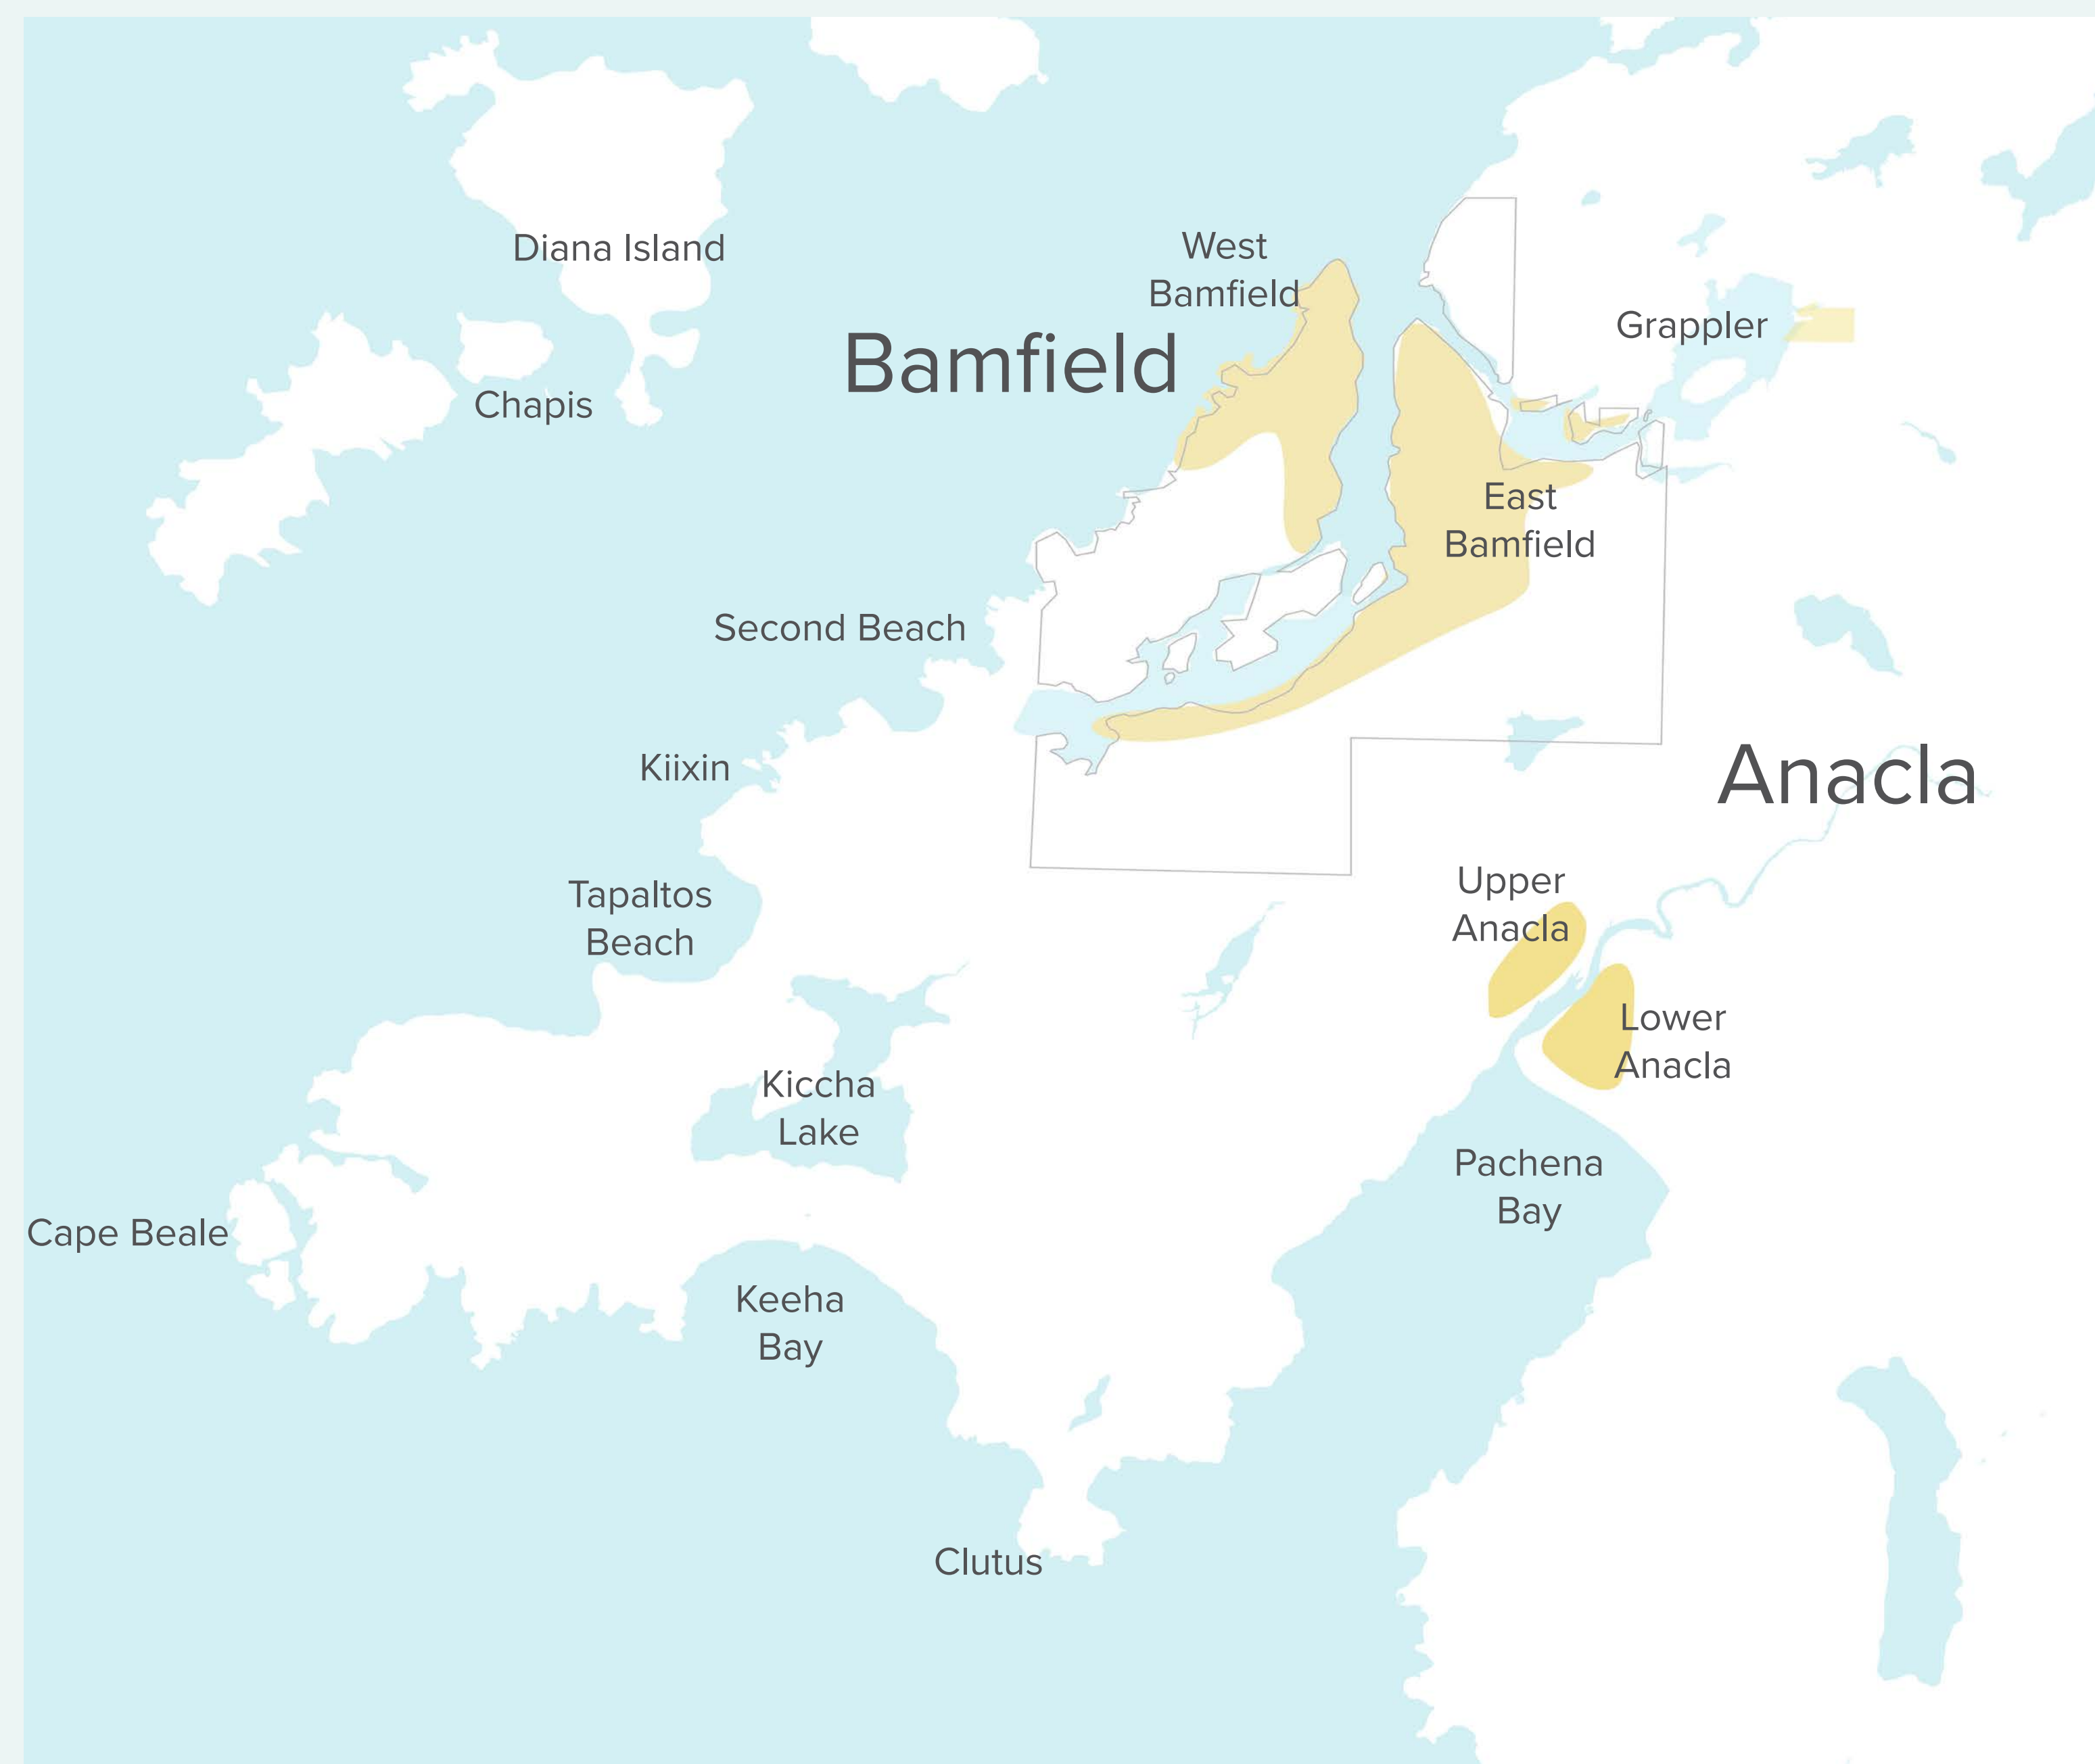 Diana Island
West
Bamfield
Bamfield
Grappler
Chapis
East
Bamfield
Second Beach
Kiixin
Anacla
Tapaltos
Beach
Upper
Anacla
Lower
Anacla
Kiccha
Lake
Pachena
Bay
Cape Beale
Keeha
Bay
Clutus